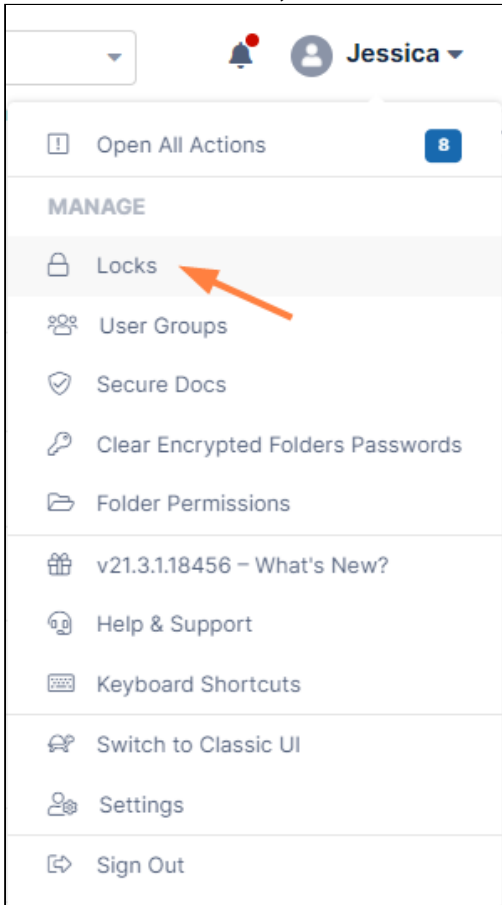 Jessica
Open All Actions 8
MANAGE
Locks
User Groups
Secure Docs
Clear Encrypted Folders Passwords
Folder Permissions
v21.3.1.18456 – What's New?
Help & Support
Keyboard Shortcuts
Switch to Classic UI
Settings
Sign Out